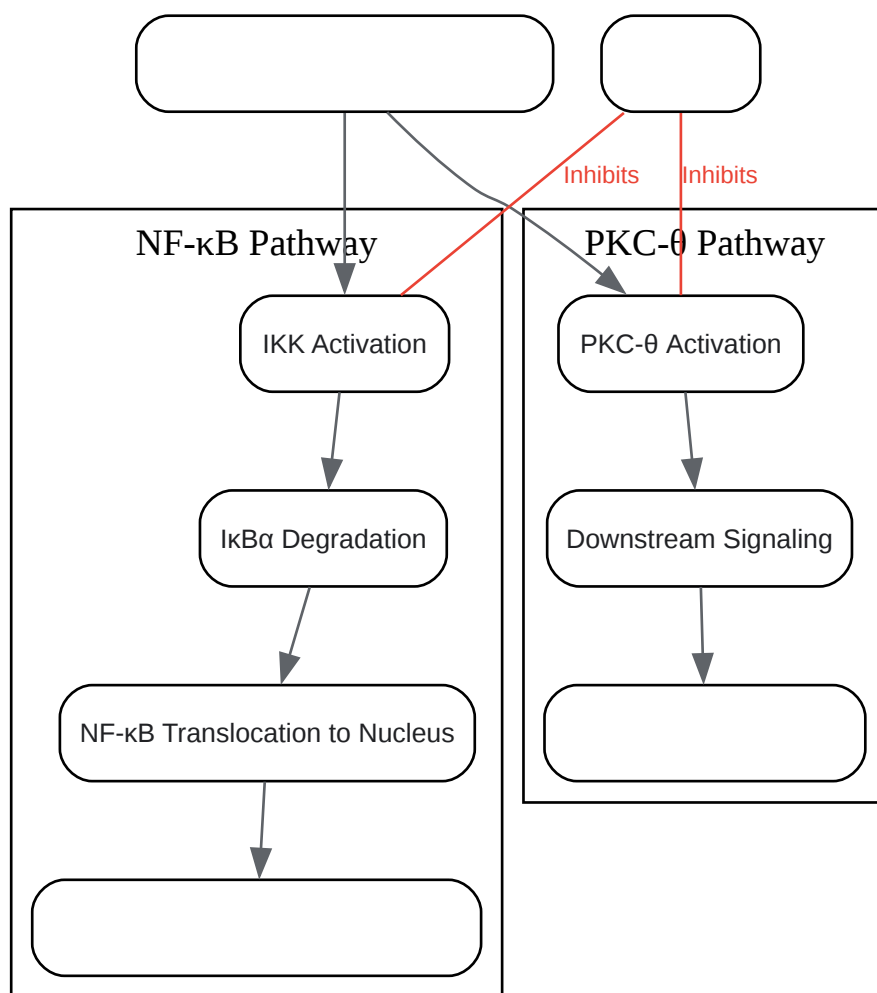 Inhibits
Inhibits
NF-κB Pathway
PKC-θ Pathway
IKK Activation
PKC-θ Activation
IκBα Degradation
Downstream Signaling
NF-κB Translocation to Nucleus